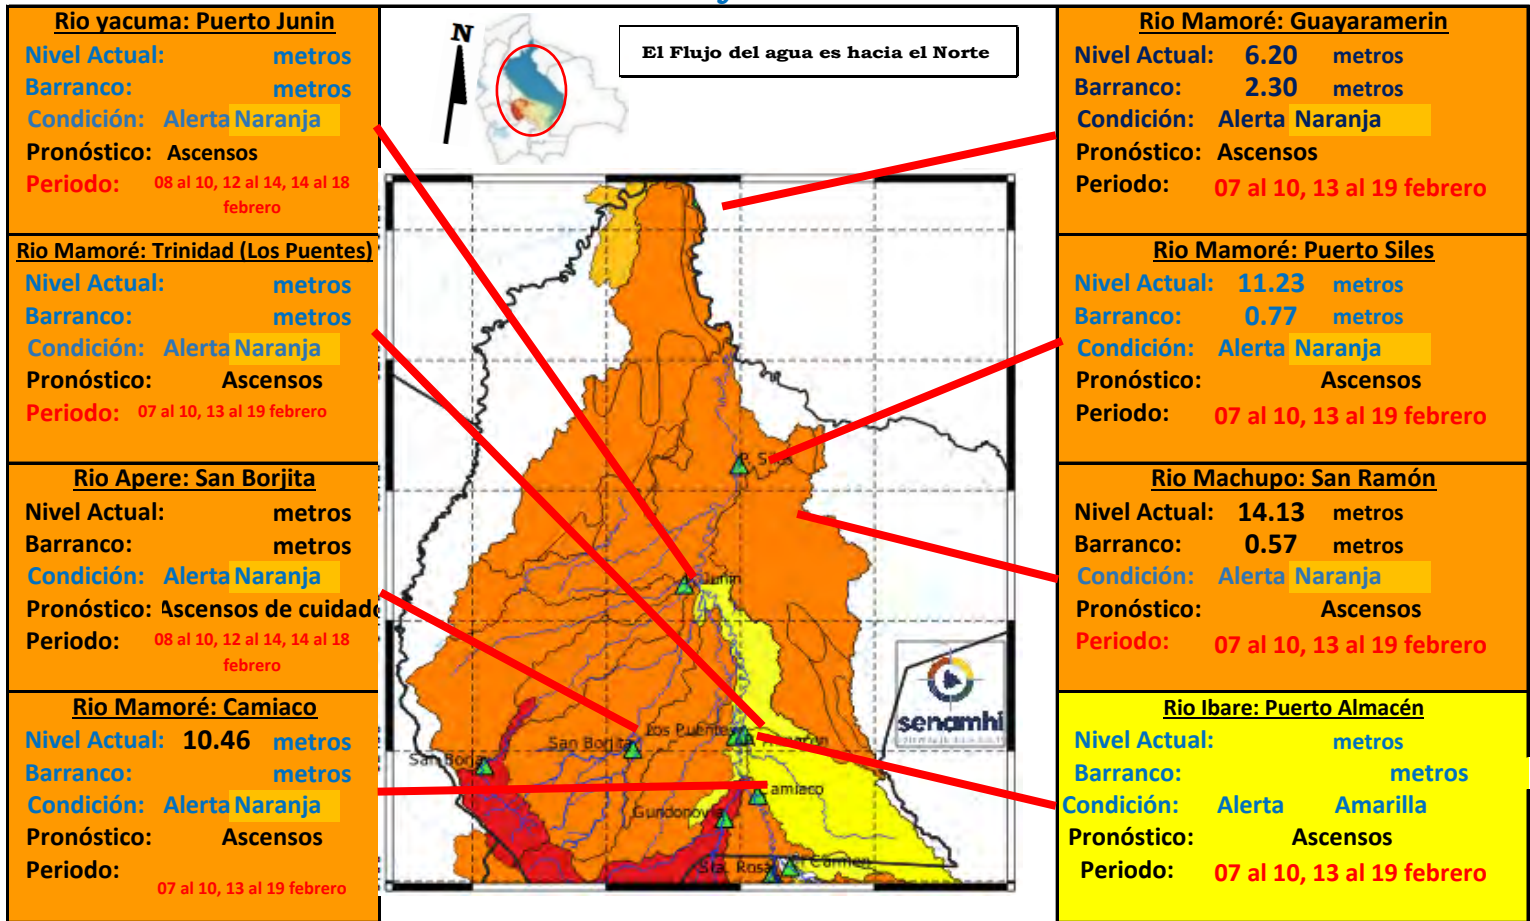 Rio yacuma: Puerto Junin
Nivel Actual: metros
Barranco: metros
Condición: Alerta Naranja
Pronóstico: Ascensos
Periodo: 08 al 10, 12 al 14, 14 al 18
febrero
Rio Mamoré: Trinidad (Los Puentes)
Nivel Actual: metros
Barranco: metros
Condición: Alerta Naranja
Pronóstico: Ascensos
Periodo: 07 al 10, 13 al 19 febrero
Rio Apere: San Borjita
Nivel Actual: metros
Barranco: metros
Condición: Alerta Naranja
Pronóstico: Ascensos de cuidado
Periodo: 08 al 10, 12 al 14, 14 al 18
febrero
Rio Mamoré: Camiaco
Nivel Actual: 10.46 metros
Barranco: metros
Condición: Alerta Naranja
Pronóstico: Ascensos
Periodo:
07 al 10, 13 al 19 febrero
N
El Flujo del agua es hacia el Norte
P. Siles
Junin
Los Puentes
San Borjita
San Borja
Camiaco
Gundonovia
Sta. Rosa
El Carmen
senamhi
Rio Mamoré: Guayaramerin
Nivel Actual: 6.20 metros
Barranco: 2.30 metros
Condición: Alerta Naranja
Pronóstico: Ascensos
Periodo: 07 al 10, 13 al 19 febrero
Rio Mamoré: Puerto Siles
Nivel Actual: 11.23 metros
Barranco: 0.77 metros
Condición: Alerta Naranja
Pronóstico: Ascensos
Periodo: 07 al 10, 13 al 19 febrero
Rio Machupo: San Ramón
Nivel Actual: 14.13 metros
Barranco: 0.57 metros
Condición: Alerta Naranja
Pronóstico: Ascensos
Periodo: 07 al 10, 13 al 19 febrero
Rio Ibare: Puerto Almacén
Nivel Actual: metros
Barranco: metros
Condición: Alerta Amarilla
Pronóstico: Ascensos
Periodo: 07 al 10, 13 al 19 febrero